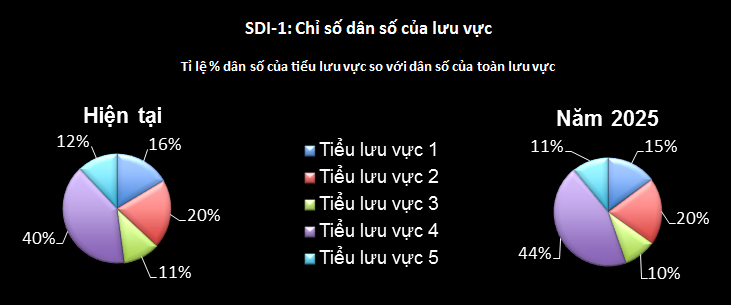 SDI-1: Chỉ số dân số của lưu vực
Tỉ lệ % dân số của tiểu lưu vực so với dân số của toàn lưu vực
Hiện tại
12%
16%
20%
11%
40%
Tiểu lưu vực 1
Tiểu lưu vực 2
Tiểu lưu vực 3
Tiểu lưu vực 4
Tiểu lưu vực 5
Năm 2025
11%
15%
20%
10%
44%